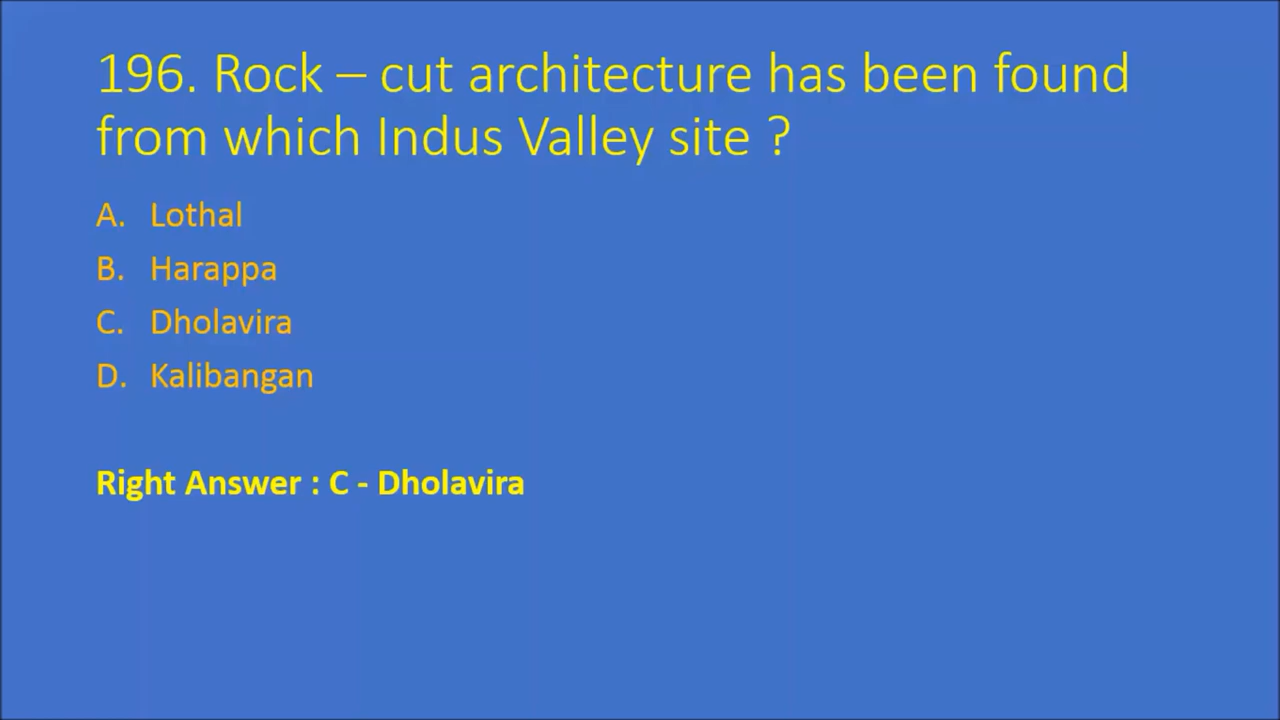 196. Rock – cut architecture has been found
from which Indus Valley site ?
A. Lothal
B. Harappa
C. Dholavira
D. Kalibangan
Right Answer : C - Dholavira